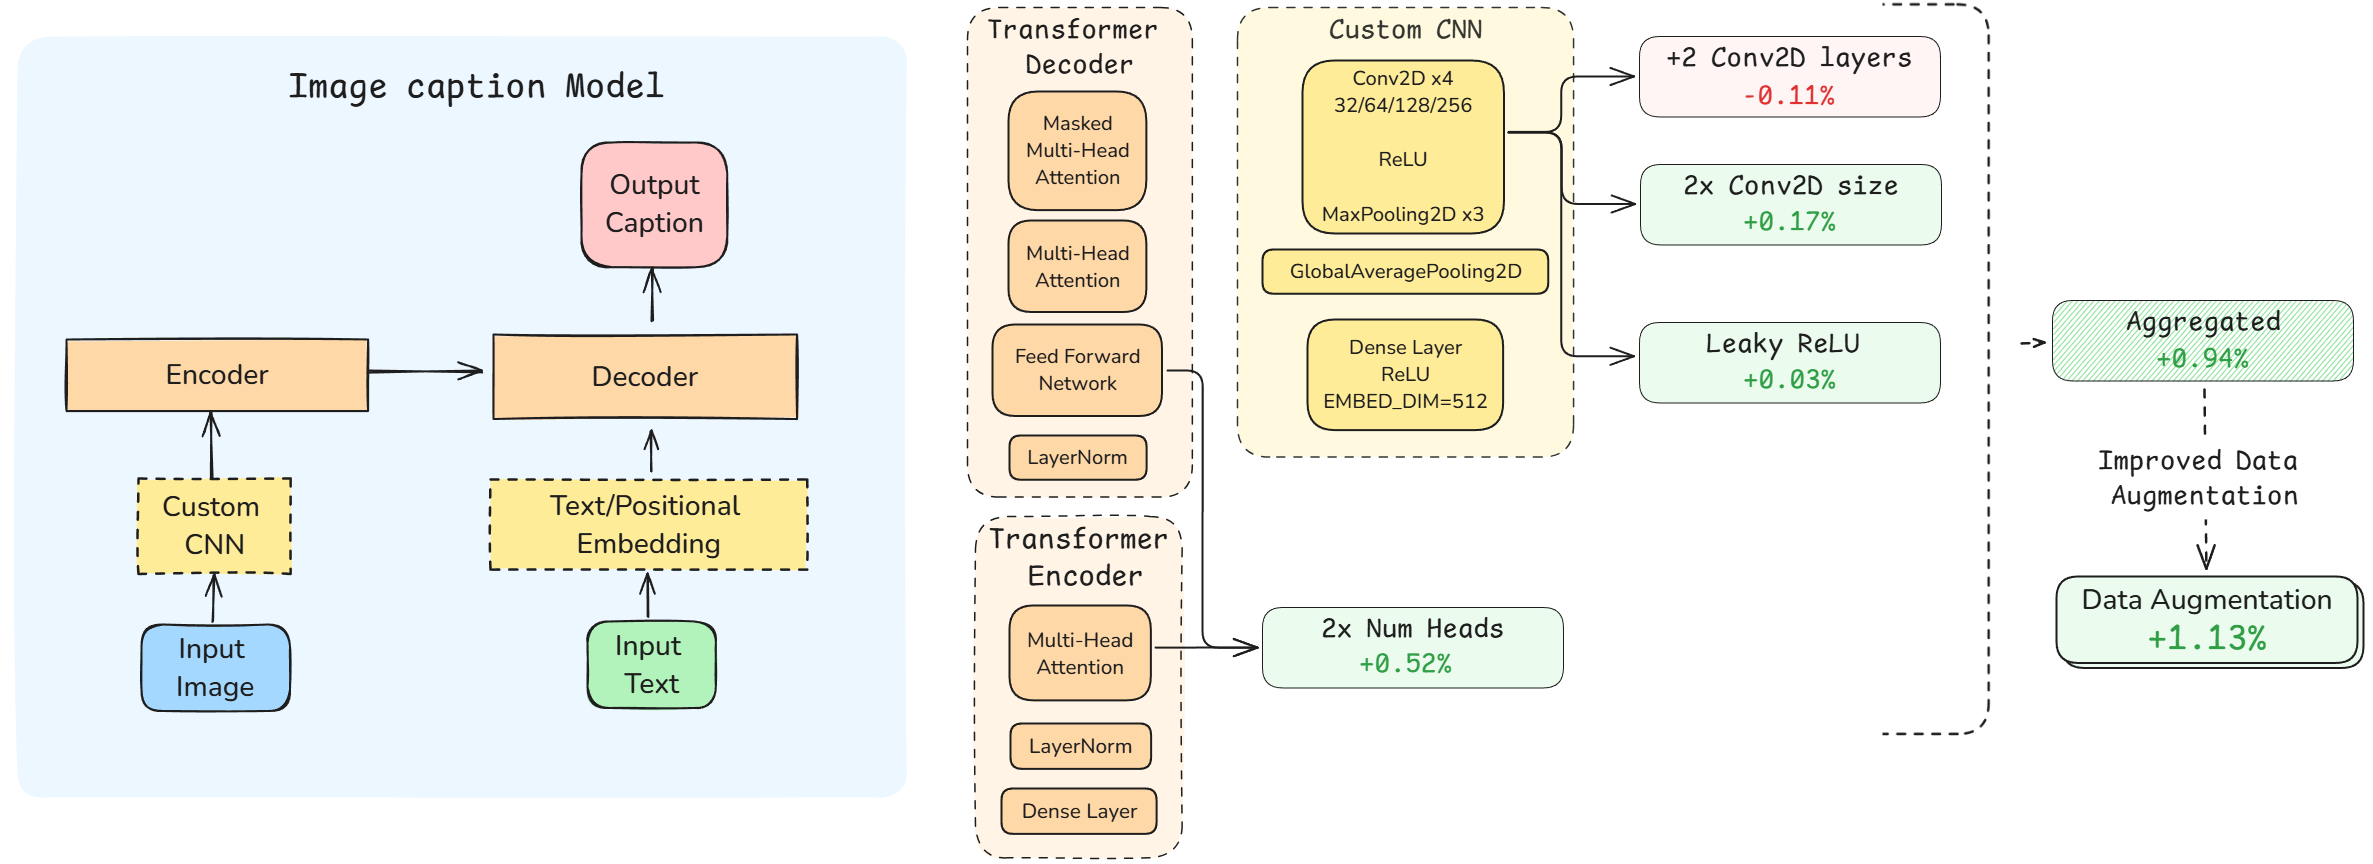 Image caption Model
Output
Caption
Encoder
Decoder
Custom
CNN
Text/Positional
Embedding
Input
Image
Input
Text
Transformer
Decoder
Masked
Multi-Head
Attention
Multi-Head
Attention
Feed Forward
Network
LayerNorm
Transformer
Encoder
Multi-Head
Attention
LayerNorm
Dense Layer
Custom CNN
Conv2D x4
32/64/128/256
ReLU
MaxPooling2D x3
GlobalAveragePooling2D
Dense Layer
ReLU
EMBED_DIM=512
+2 Conv2D layers
-0.11%
2x Conv2D size
+0.17%
Leaky ReLU
+0.03%
2x Num Heads
+0.52%
Aggregated
+0.94%
Improved Data
Augmentation
Data Augmentation
+1.13%